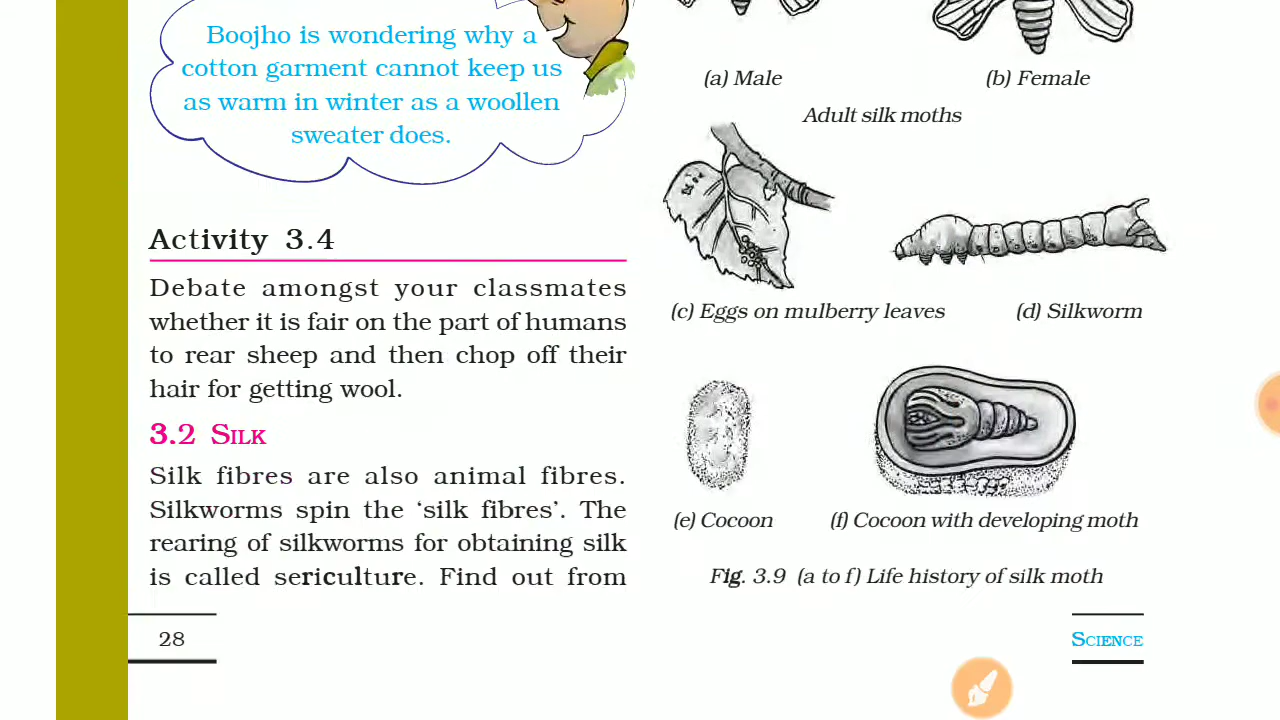 Boojho is wondering why a
cotton garment cannot keep us
as warm in winter as a woollen
sweater does.
Activity 3.4
Debate amongst your classmates
whether it is fair on the part of humans
to rear sheep and then chop off their
hair for getting wool.
3.2 SILK
Silk fibres are also animal fibres.
Silkworms spin the ‘silk fibres’. The
rearing of silkworms for obtaining silk
is called sericulture. Find out from
(a) Male
(b) Female
Adult silk moths
(c) Eggs on mulberry leaves
(d) Silkworm
(e) Cocoon
(f) Cocoon with developing moth
Fig. 3.9 (a to f) Life history of silk moth
28
SCIENCE